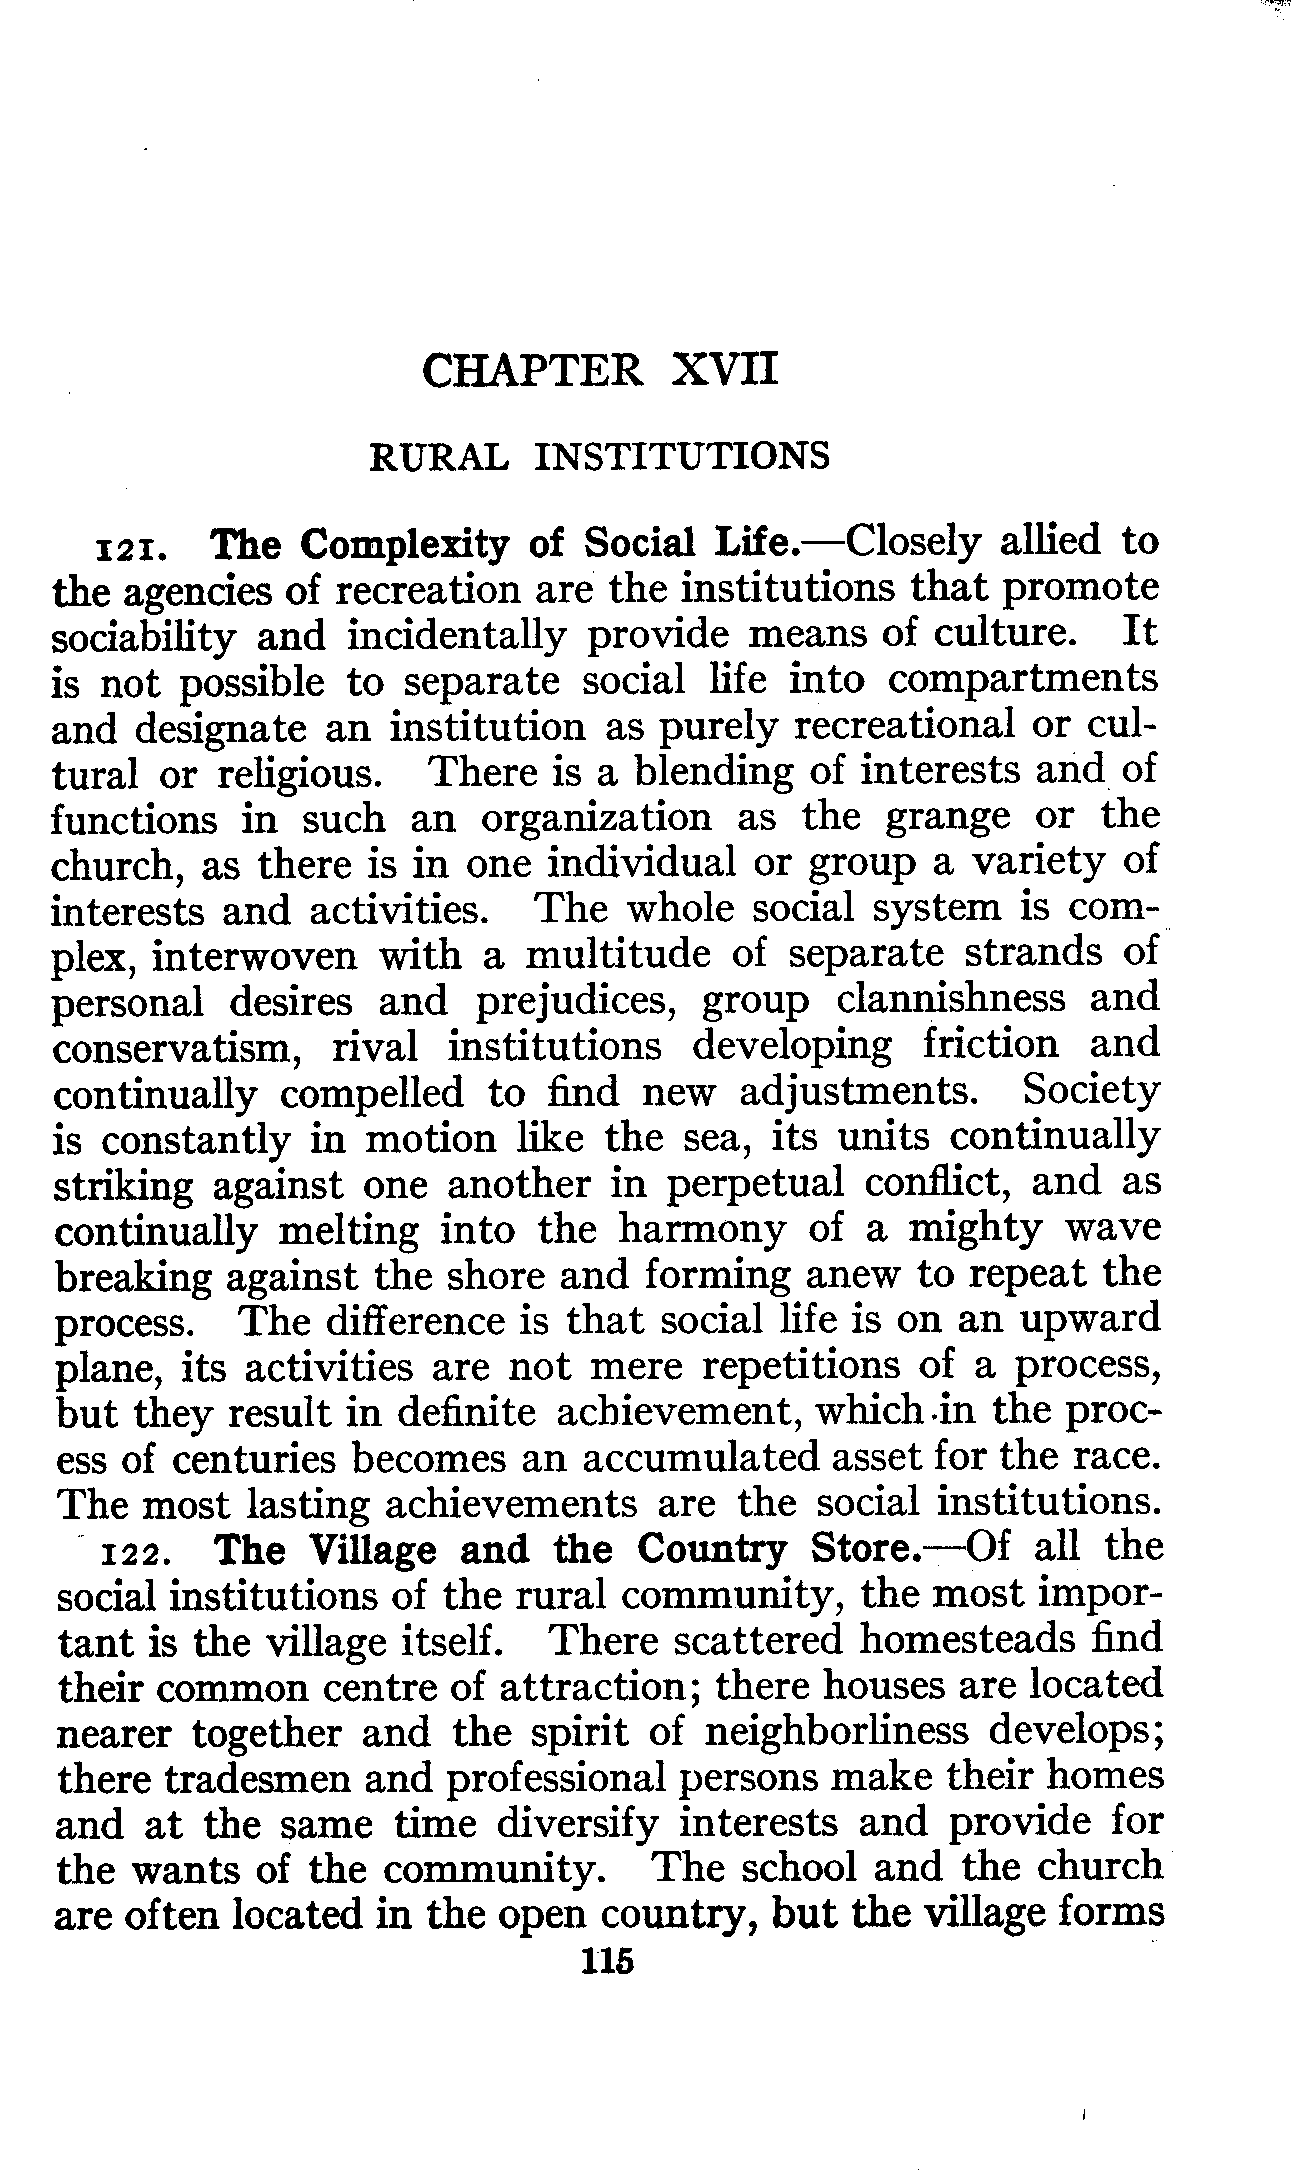 CHAPTER XVII
RURAL INSTITUTIONS
121. The Complexity of Social Life.—Closely allied to
the agencies of recreation are the institutions that promote
sociability and incidentally provide means of culture. It
is not possible to separate social life into compartments
and designate an institution as purely recreational or cul-
tural or religious. There is a blending of interests and of
functions in such an organization as the grange or the
church, as there is in one individual or group a variety of
interests and activities. The whole social system is com-
plex, interwoven with a multitude of separate strands of
personal desires and prejudices, group clannishness and
conservatism, rival institutions developing friction and
continually compelled to find new adjustments. Society
is constantly in motion like the sea, its units continually
striking against one another in perpetual conflict, and as
continually melting into the harmony of a mighty wave
breaking against the shore and forming anew to repeat the
process. The difference is that social life is on an upward
plane, its activities are not mere repetitions of a process,
but they result in definite achievement, which in the proc-
ess of centuries becomes an accumulated asset for the race.
The most lasting achievements are the social institutions.
122. The Village and the Country Store.—Of all the
social institutions of the rural community, the most impor-
tant is the village itself. There scattered homesteads find
their common centre of attraction; there houses are located
nearer together and the spirit of neighborliness develops;
there tradesmen and professional persons make their homes
and at the same time diversify interests and provide for
the wants of the community. The school and the church
are often located in the open country, but the village forms
115